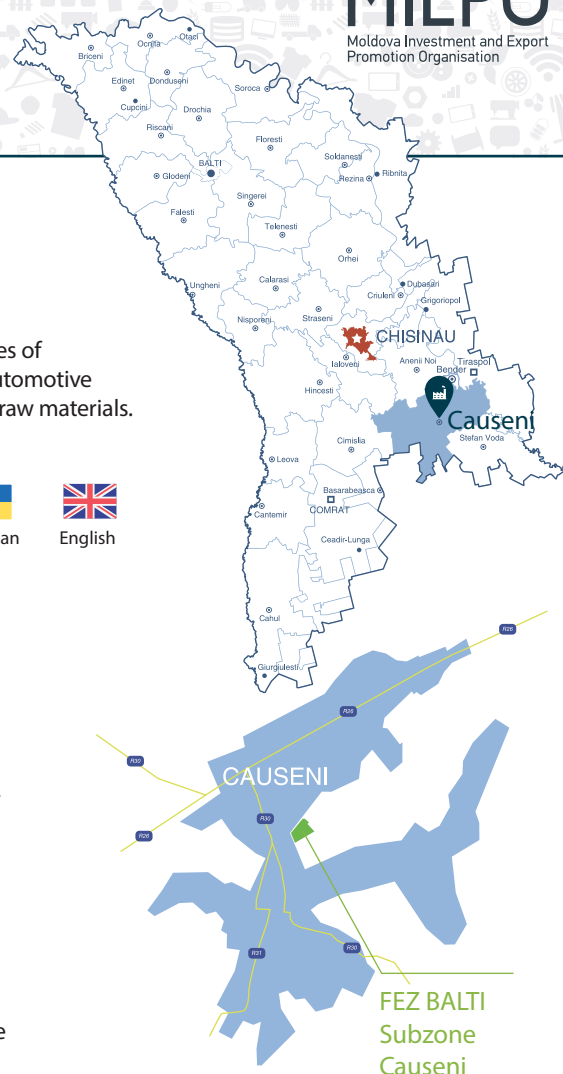 MIEPO
Moldova Investment and Export
Promotion Organisation
Otaci
Ocnita
Briceni
Edinet
Donduseni
Soroca
Cupcini
Drochia
Riscani
Floresti
Soldanesti
BALTI
Glodeni
Rezina
Ribnita
Singerei
Falesti
Telenesti
Orhei
Ungheni
Calarasi
Dubasari
Criuleni
Grigoriopol
Nisporeni
Straseni
CHISINAU
Ialoveni
Anenii Noi
Tiraspol
Bender
Hincesti
Causeni
Stefan Voda
Cimislia
Leova
Basarabeasca
COMRAT
Cantemir
Ceadir-Lunga
Cahul
Giurgiulesti
es of
utomotive
raw materials.
an
English
R26
R26
R30
CAUSENI
R30
R26
R30
R31
FEZ BALTI
Subzone
Causeni
e